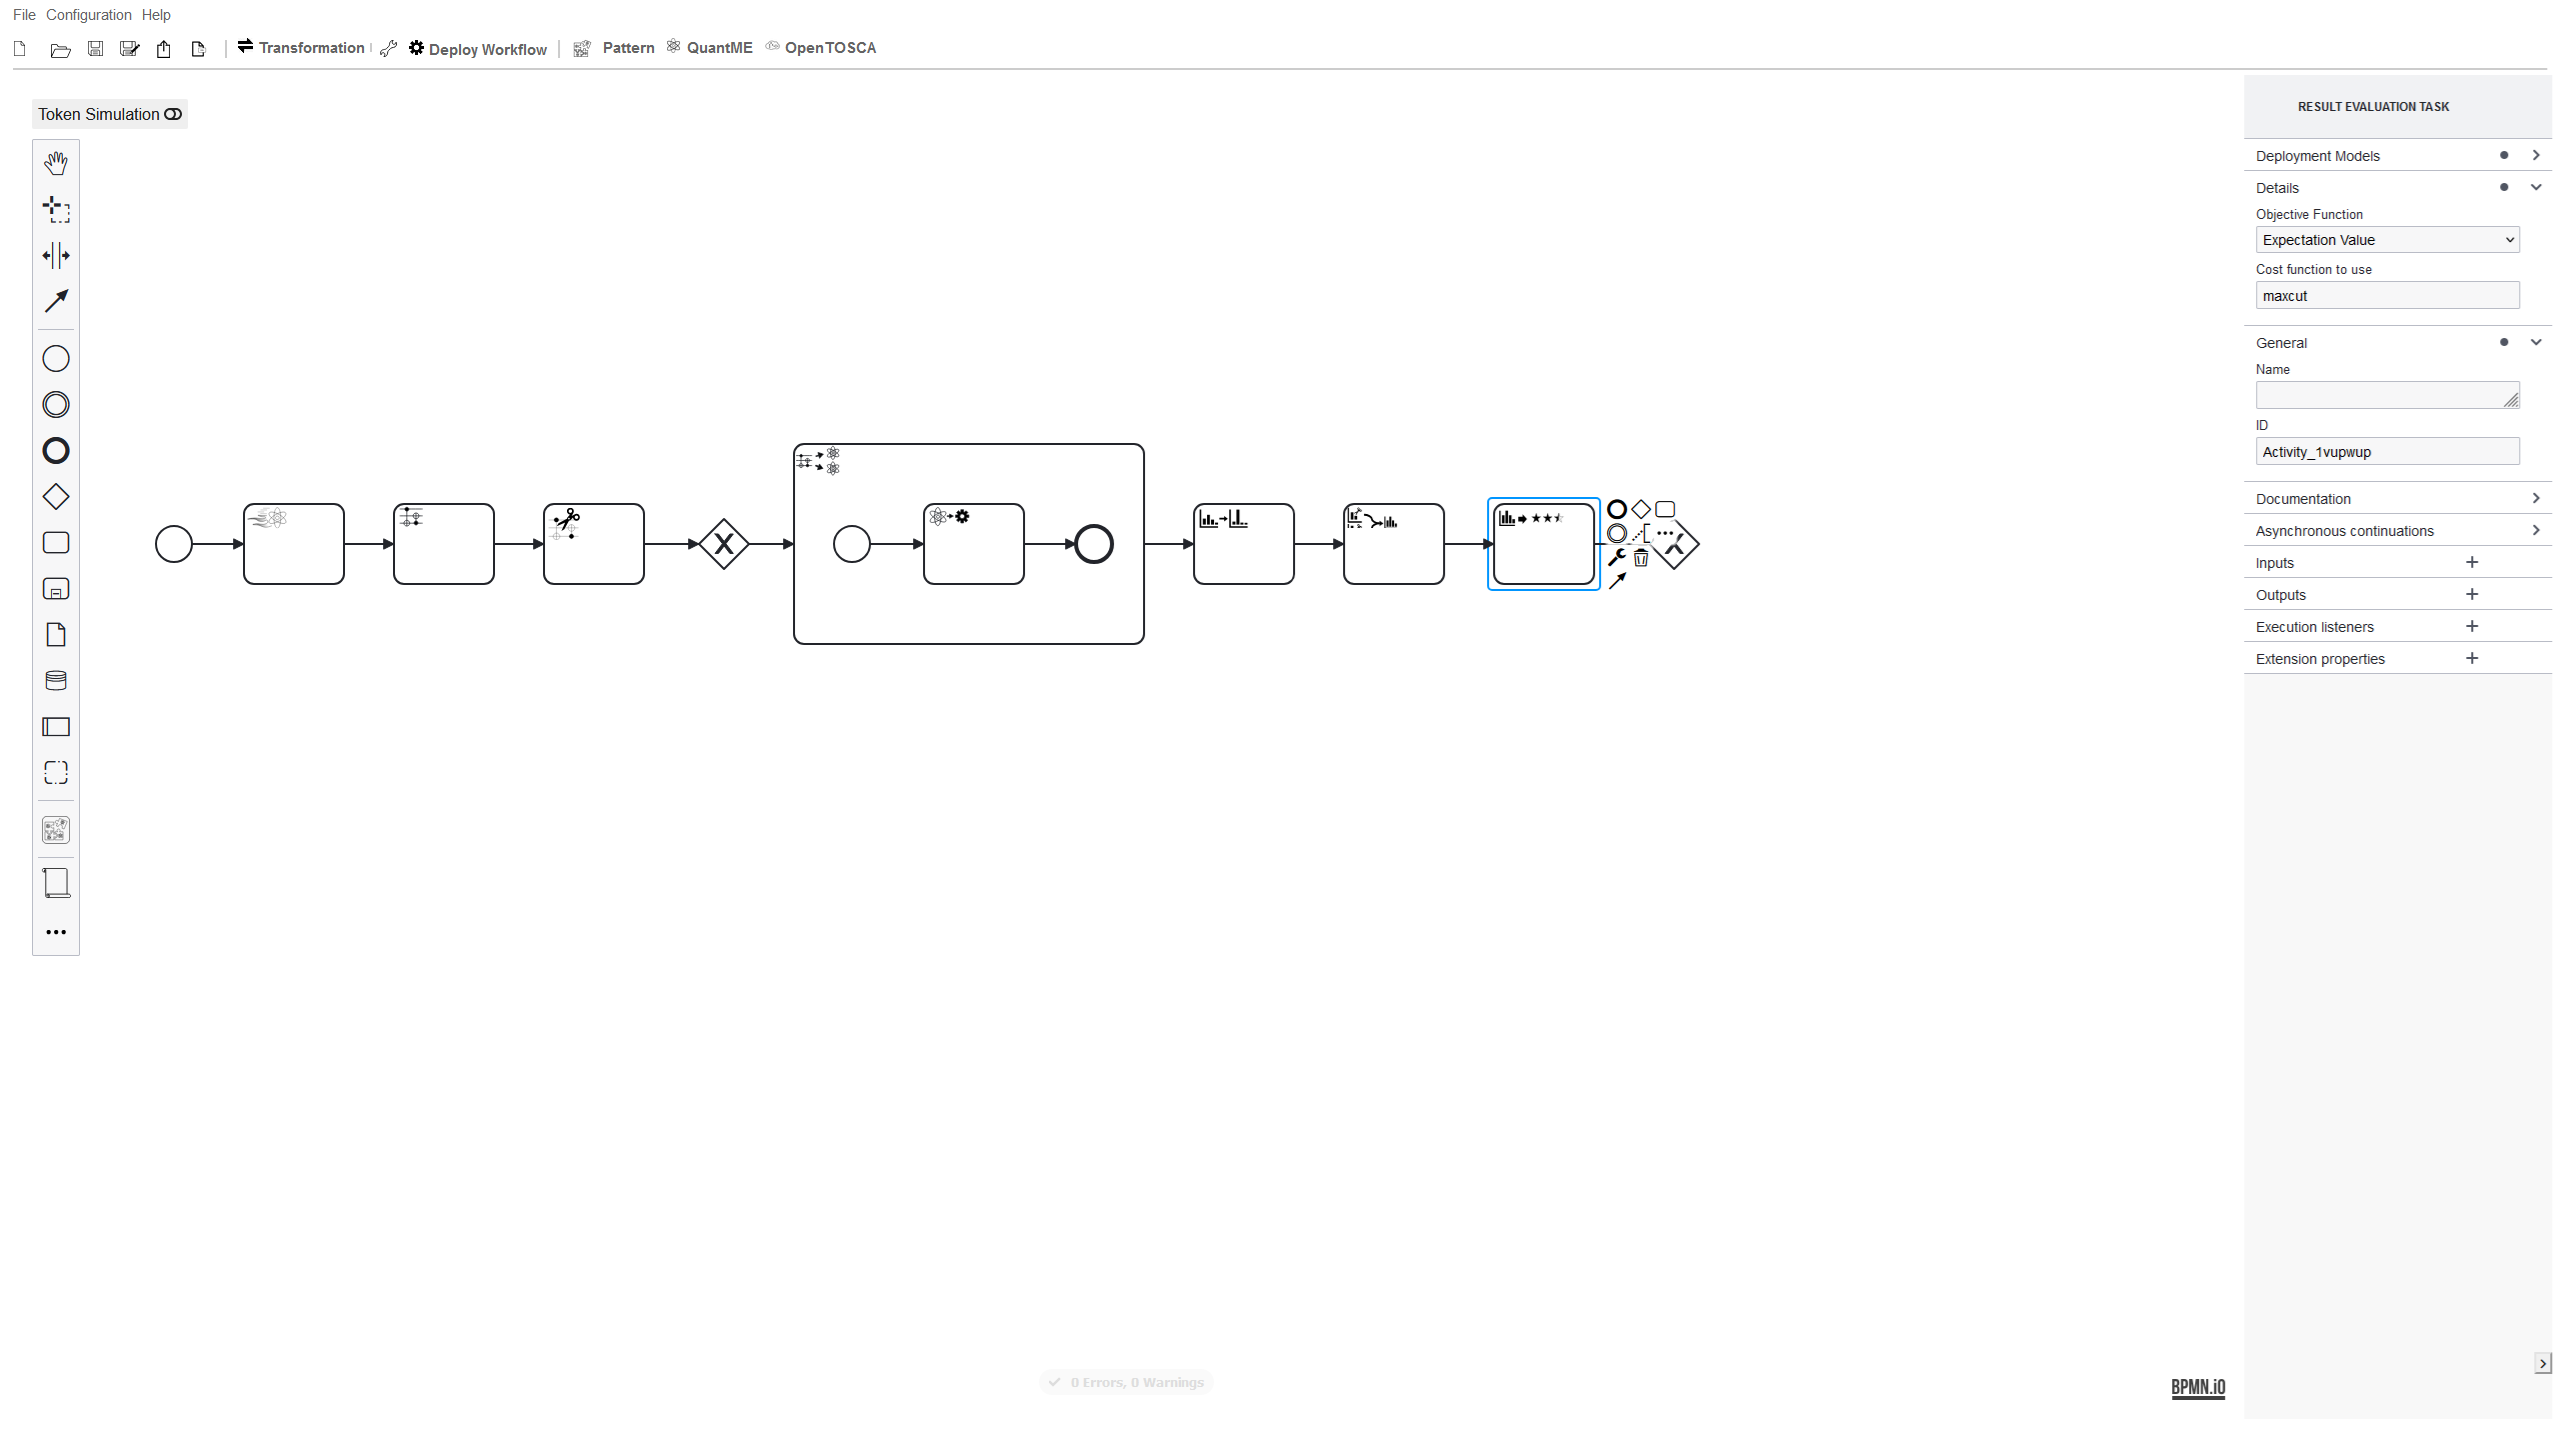 File Configuration Help
Transformation Deploy Workflow Pattern QuantME OpenTOSCA
Token Simulation
RESULT EVALUATION TASK
Deployment Models
Details
Objective Function
Expectation Value
Cost function to use
maxcut
General
Name
ID
Activity_1vupwup
Documentation
Asynchronous continuations
Inputs
Outputs
Execution listeners
Extension properties
0 Errors, 0 Warnings
BPMN.iO